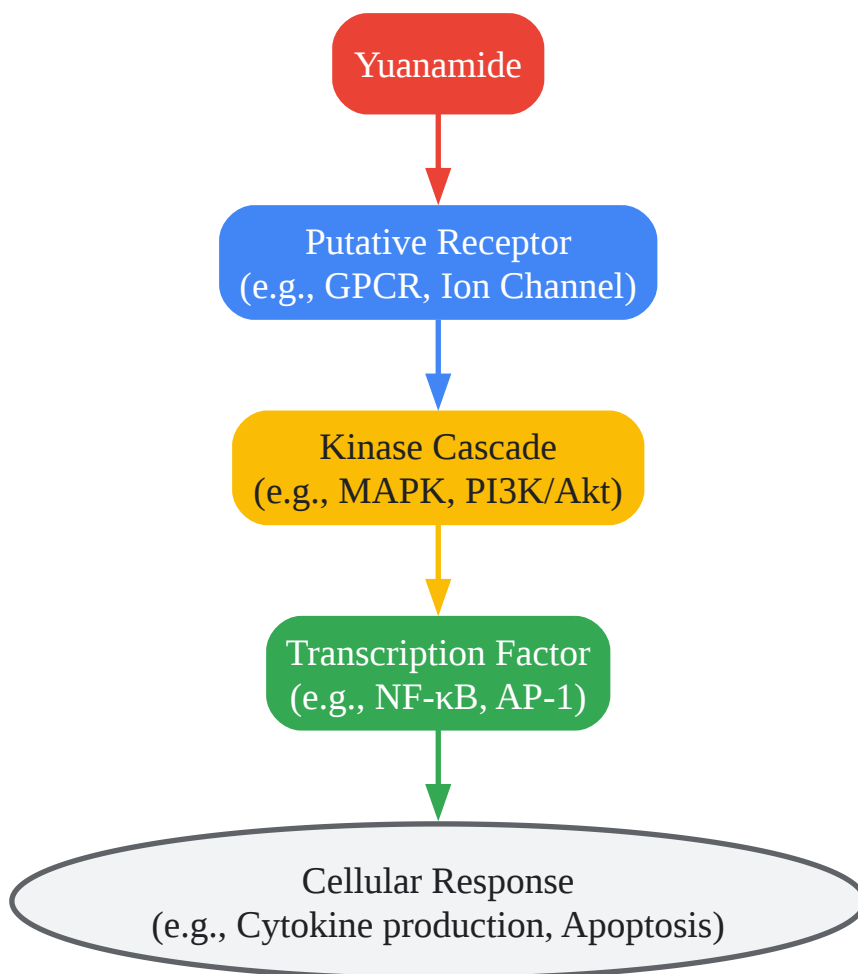 Yuanamide
Putative Receptor
(e.g., GPCR, Ion Channel)
Kinase Cascade
(e.g., MAPK, PI3K/Akt)
Transcription Factor
(e.g., NF-κB, AP-1)
Cellular Response
(e.g., Cytokine production, Apoptosis)